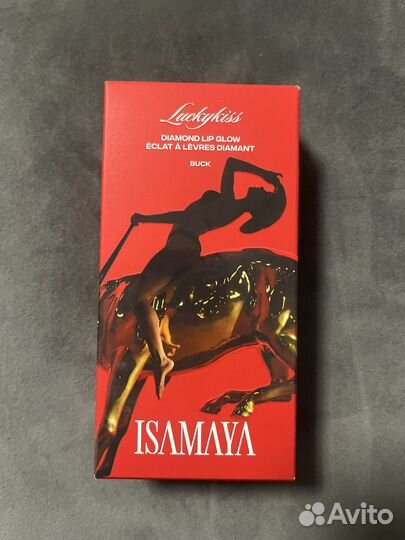 Luckykiss
DIAMOND LIP GLOW
ÉCLAT À LÈVRES DIAMANT
BUCK
ISAMAYA
Avito